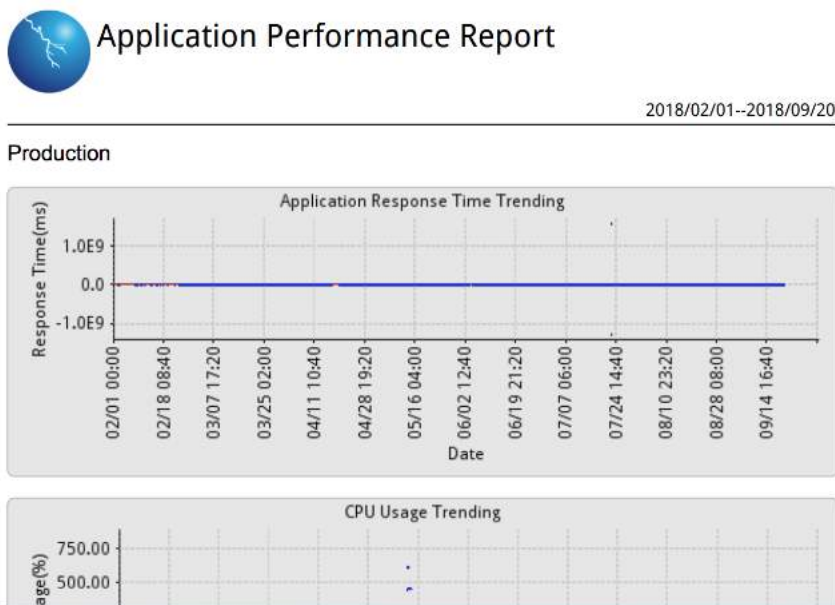 Application Performance Report
2018/02/01--2018/09/20
Production
Application Response Time Trending
Response Time(ms)
1.0E9
0.0
-1.0E9
02/01 00:00
02/18 08:40
03/07 17:20
03/25 02:00
04/11 10:40
04/28 19:20
05/16 04:00
06/02 12:40
06/19 21:20
07/07 06:00
07/24 14:40
08/10 23:20
08/28 08:00
09/14 16:40
Date
CPU Usage Trending
750.00
500.00
age(%)